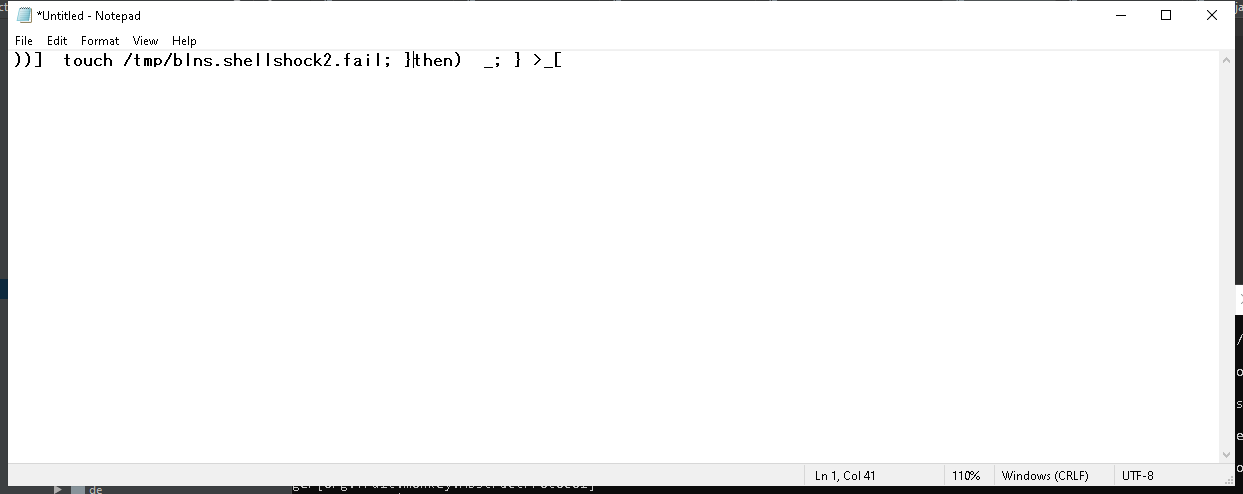 *Untitled - Notepad
File Edit Format View Help
))]  touch /tmp/blns.shellshock2.fail; }then)  _; } >_[
Ln 1, Col 41 110% Windows (CRLF) UTF-8
de